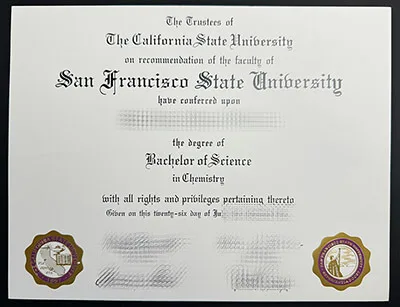 The Trustees of
The California State University
on recommendation of the faculty of
San Francisco State University
have conferred upon
the degree of
Bachelor of Science
in Chemistry
with all rights and privileges pertaining thereto
Given on this twenty-six day of